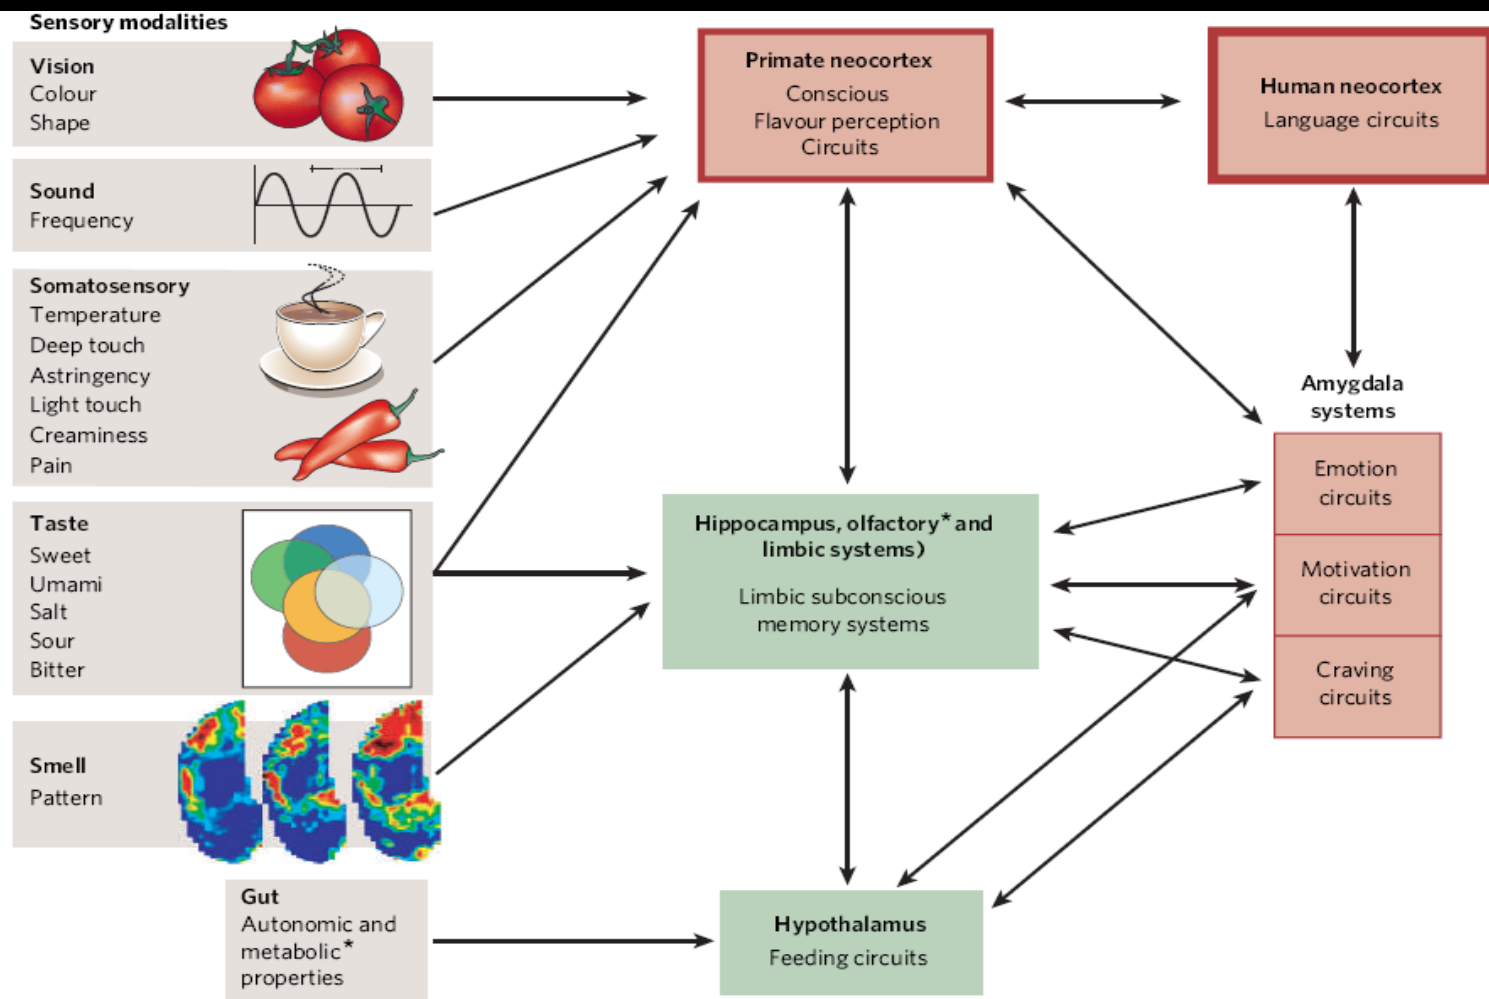 Sensory modalities
Vision
Colour
Shape
Sound
Frequency
Somatosensory
Temperature
Deep touch
Astringency
Light touch
Creaminess
Pain
Taste
Sweet
Umami
Salt
Sour
Bitter
Smell
Pattern
Gut
Autonomic and
metabolic*
properties
Primate neocortex
Conscious
Flavour perception
Circuits
Human neocortex
Language circuits
Hippocampus, olfactory* and
limbic systems)
Limbic subconscious
memory systems
Hypothalamus
Feeding circuits
Amygdala
systems
Emotion
circuits
Motivation
circuits
Craving
circuits